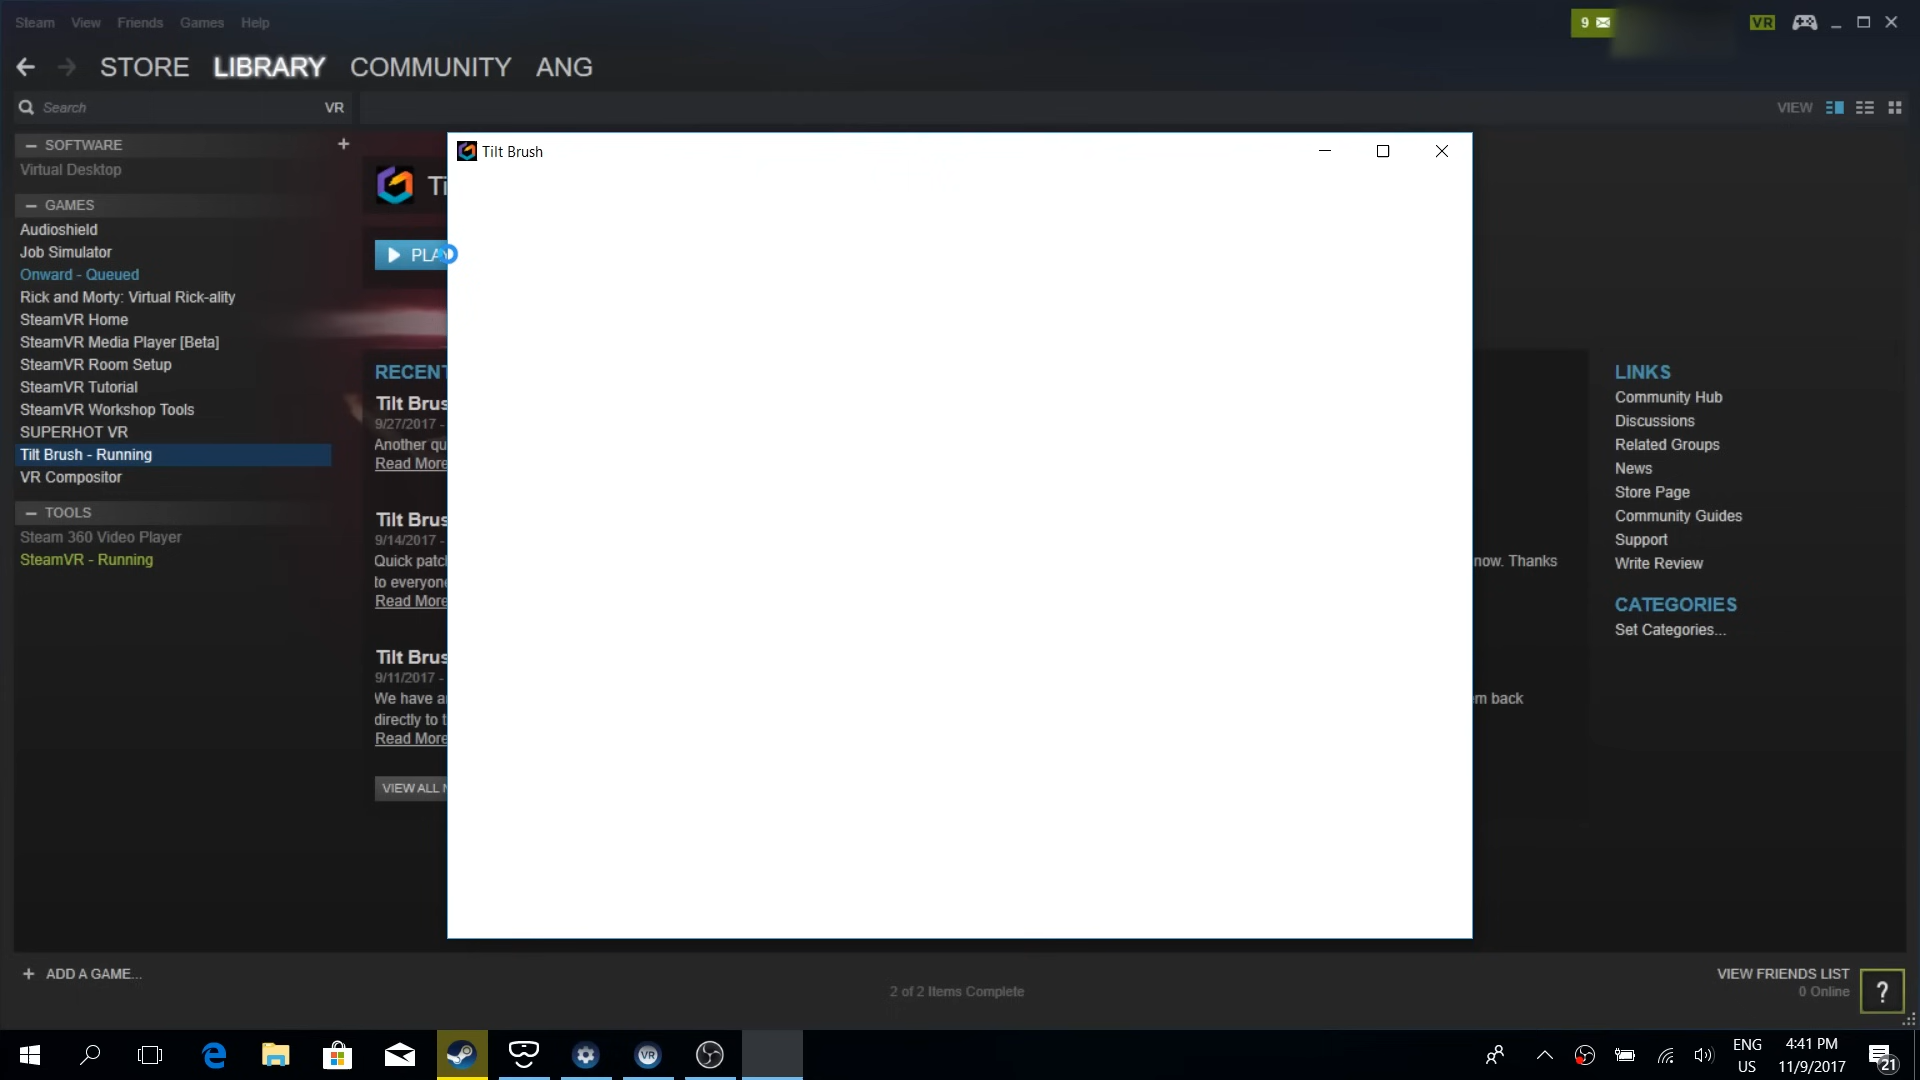 Steam View Friends Games Help
9
VR
STORE LIBRARY COMMUNITY ANG
Search VR
VIEW
SOFTWARE
Virtual Desktop
GAMES
Audioshield
Job Simulator
Onward - Queued
Rick and Morty: Virtual Rick-ality
SteamVR Home
SteamVR Media Player [Beta]
SteamVR Room Setup
SteamVR Tutorial
SteamVR Workshop Tools
SUPERHOT VR
Tilt Brush - Running
VR Compositor
TOOLS
Steam 360 Video Player
SteamVR - Running
Tilt Brush
Ti
PLA
RECENT
Tilt Brus
9/27/2017 -
Another qu
Read More
Tilt Brus
9/14/2017 -
Quick patc
now. Thanks
to everyone
Read More
Tilt Brus
9/11/2017 -
We have a
m back
directly to t
Read More
VIEW ALL
LINKS
Community Hub
Discussions
Related Groups
News
Store Page
Community Guides
Support
Write Review
CATEGORIES
Set Categories...
+ ADD A GAME...
2 of 2 Items Complete
VIEW FRIENDS LIST
0 Online
?
VR
ENG
US
4:41 PM
11/9/2017
21